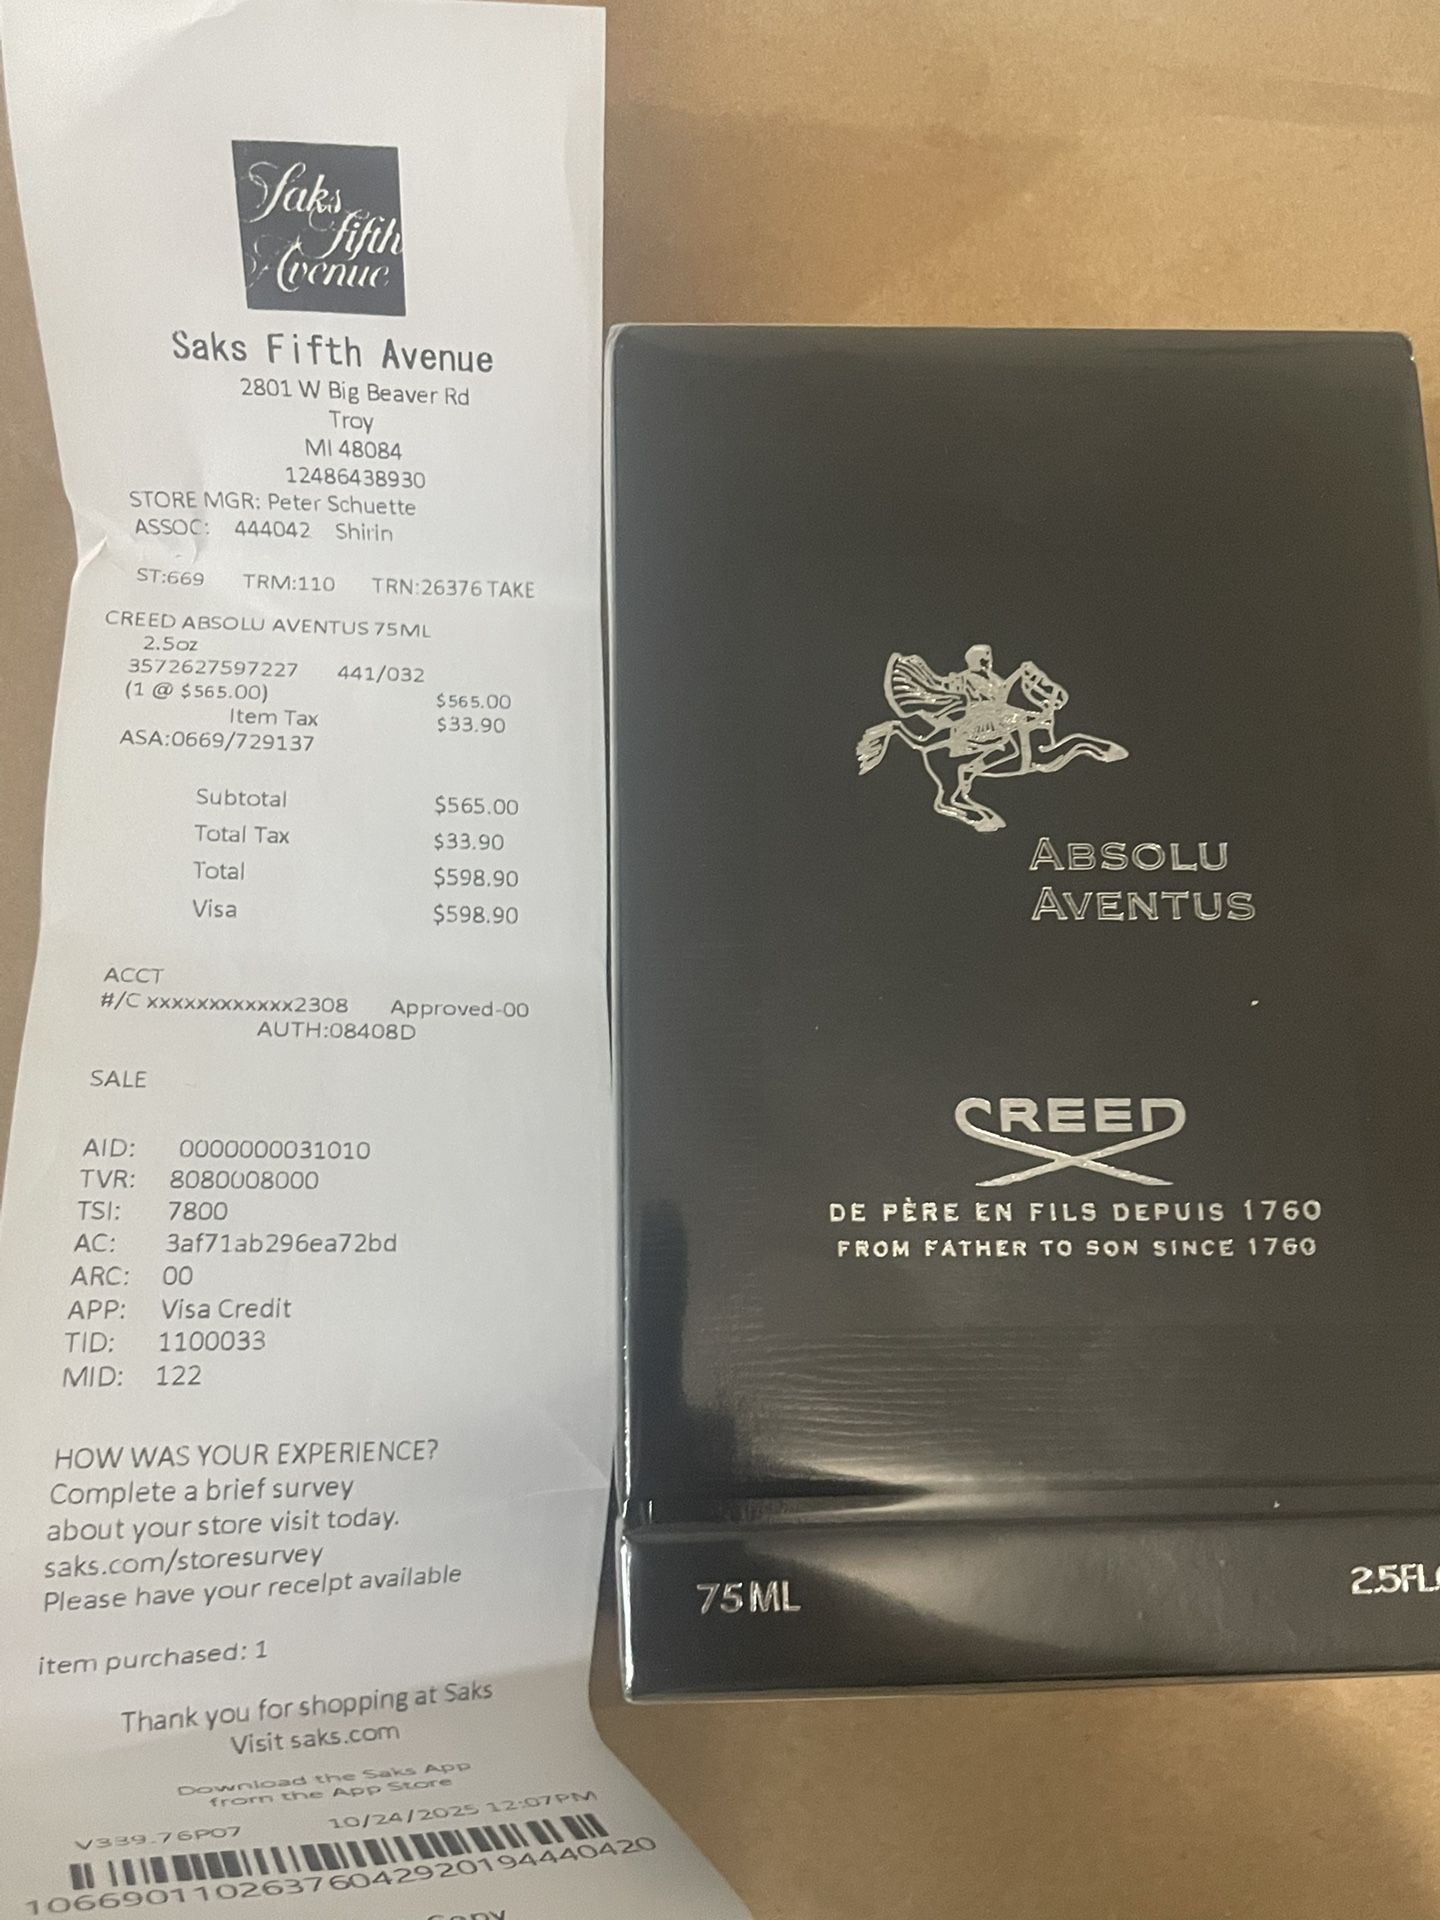 Saks
fifth
Avenue
Saks Fifth Avenue
2801 W Big Beaver Rd
Troy
MI 48084
12486438930
STORE MGR: Peter Schuette
ASSOC: 444042 Shirin
ST:669 TRM:110 TRN:26376 TAKE
CREED ABSOLU AVENTUS 75ML
2.5oz
3572627597227 441/032
(1 @ $565.00) $565.00
Item Tax $33.90
ASA:0669/729137
Subtotal $565.00
Total Tax $33.90
Total $598.90
Visa $598.90
ACCT
#/C xxxxxxxxxxxx2308 Approved-00
AUTH:08408D
SALE
AID: 0000000031010
TVR: 8080008000
TSI: 7800
AC: 3af71ab296ea72bd
ARC: 00
APP: Visa Credit
TID: 1100033
MID: 122
HOW WAS YOUR EXPERIENCE?
Complete a brief survey
about your store visit today.
saks.com/storesurvey
Please have your receIpt available
item purchased: 1
Thank you for shopping at Saks
Visit saks.com
Download the Saks App
from the App Store
V339.76P07 10/24/2025 12:07PM
10669011026376042920194440420
Copy
ABSOLU
AVENTUS
CREED
DE PÈRE EN FILS DEPUIS 1760
FROM FATHER TO SON SINCE 1760
75ML 2.5FL